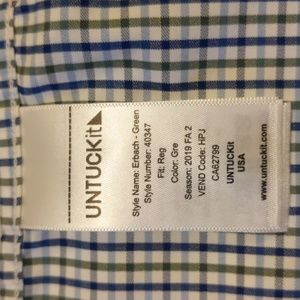 UNTUCKit
Style Name: Erbach - Green
Style Number: 40347
Fit: Reg
Color: Gre
Season: 2019 FA 2
VEND Code: HPJ
CA62799
UNTUCKit
USA
www.untuckit.com